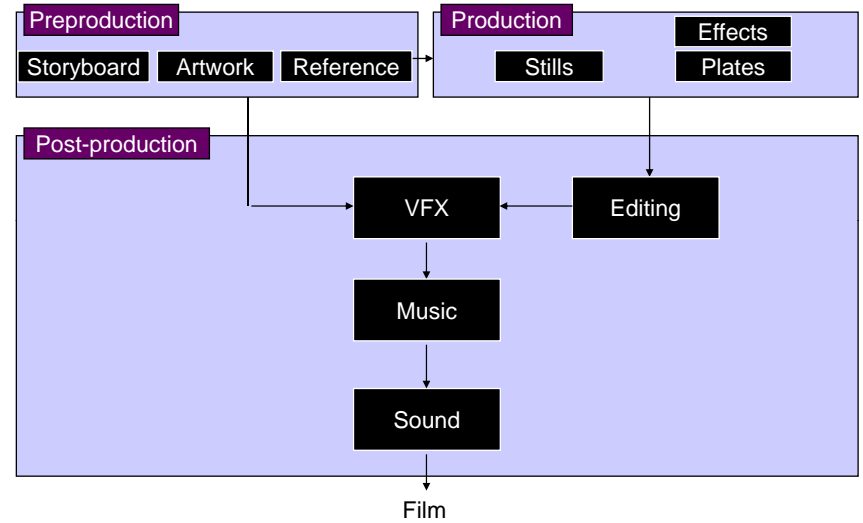 Preproduction
Storyboard
Artwork
Reference
Production
Effects
Stills
Plates
Post-production
VFX
Editing
Music
Sound
Film